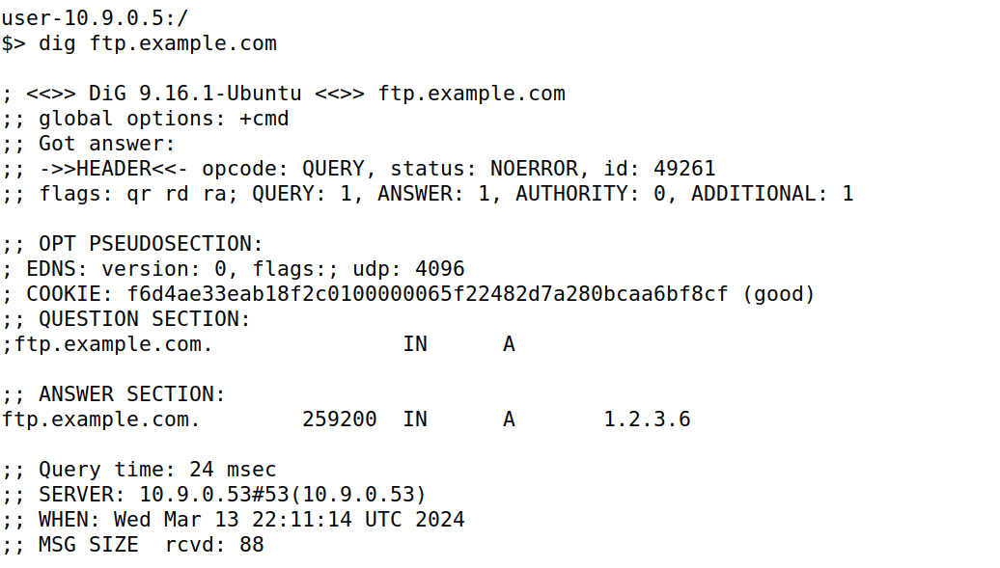 user-10.9.0.5:/
$> dig ftp.example.com
; <<>> DiG 9.16.1-Ubuntu <<>> ftp.example.com
;; global options: +cmd
;; Got answer:
;; ->>HEADER<<- opcode: QUERY, status: NOERROR, id: 49261
;; flags: qr rd ra; QUERY: 1, ANSWER: 1, AUTHORITY: 0, ADDITIONAL: 1
;; OPT PSEUDOSECTION:
; EDNS: version: 0, flags:; udp: 4096
; COOKIE: f6d4ae33eab18f2c0100000065f22482d7a280bcaa6bf8cf (good)
;; QUESTION SECTION:
;ftp.example.com. IN A
;; ANSWER SECTION:
ftp.example.com. 259200 IN A 1.2.3.6
;; Query time: 24 msec
;; SERVER: 10.9.0.53#53(10.9.0.53)
;; WHEN: Wed Mar 13 22:11:14 UTC 2024
;; MSG SIZE rcvd: 88